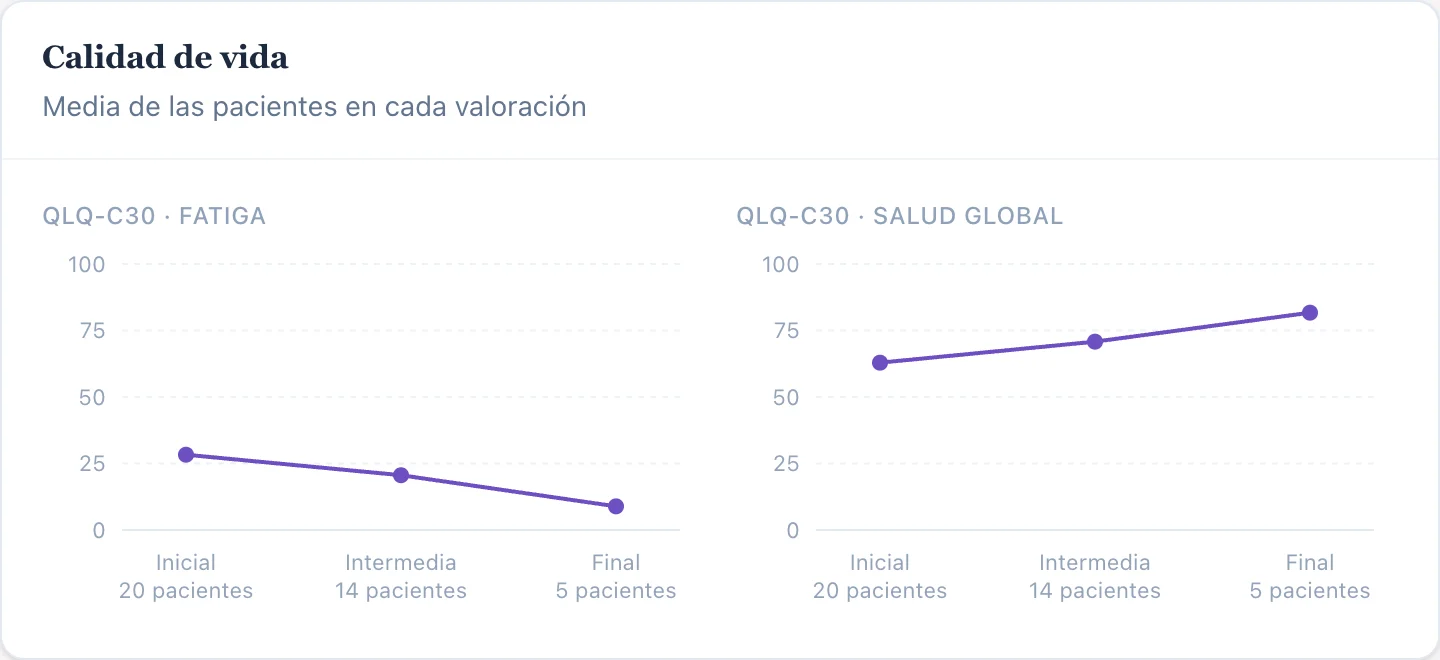 Calidad de vida
Media de las pacientes en cada valoración
QLQ-C30 · FATIGA
100
75
50
25
0
Inicial
20 pacientes
Intermedia
14 pacientes
Final
5 pacientes
QLQ-C30 · SALUD GLOBAL
100
75
50
25
0
Inicial
20 pacientes
Intermedia
14 pacientes
Final
5 pacientes